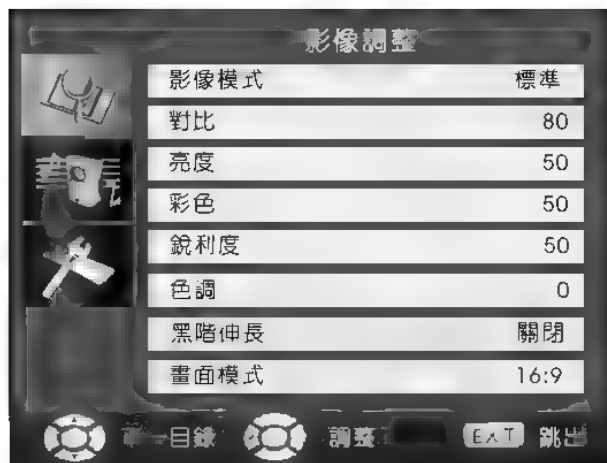 影像調整
影像模式 標準
對比 80
亮度 50
彩色 50
銳利度 50
色調 0
黑階伸長 關閉
畫面模式 16:9
目錄 調整 EXIT 跳出